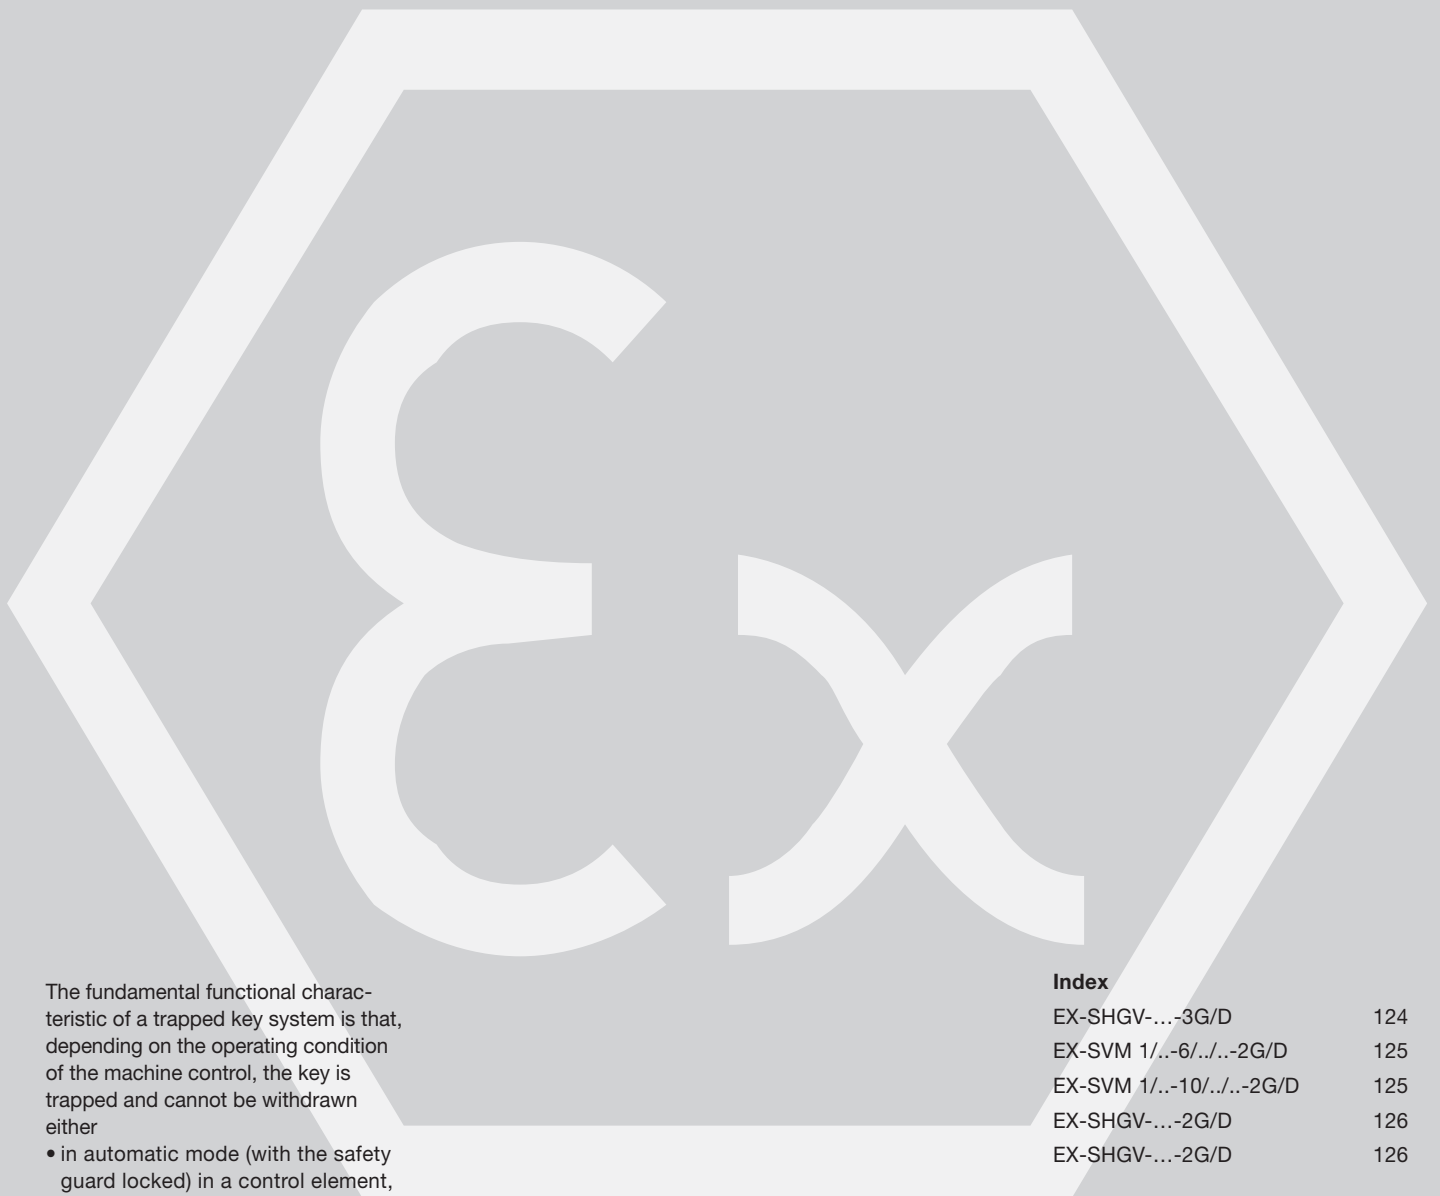 Ex
The fundamental functional charac-
teristic of a trapped key system is that,
depending on the operating condition
of the machine control, the key is
trapped and cannot be withdrawn
either
• in automatic mode (with the safety
guard locked) in a control element,
Index
EX-SHGV-…-3G/D 124
EX-SVM 1/..-6/../..-2G/D 125
EX-SVM 1/..-10/../..-2G/D 125
EX-SHGV-…-2G/D 126
EX-SHGV-…-2G/D 126